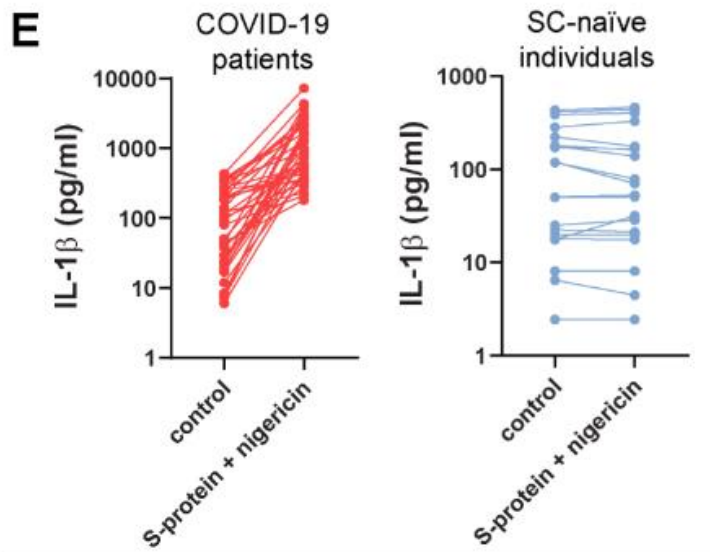 E
COVID-19
patients
IL-1β (pg/ml)
10000
1000
100
10
1
control
S-protein + nigericin
SC-naïve
individuals
IL-1β (pg/ml)
1000
100
10
1
control
S-protein + nigericin